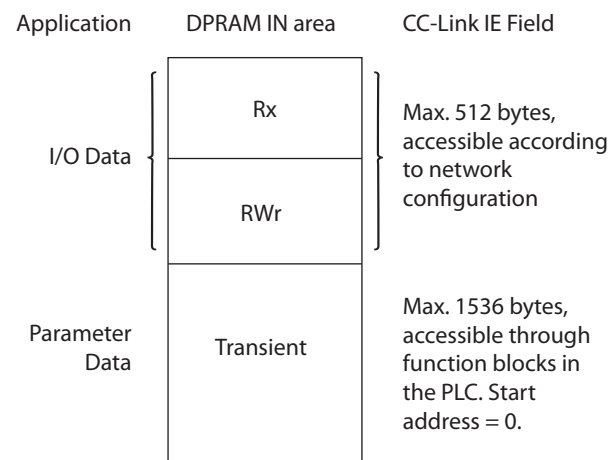 Application DPRAM IN area CC-Link IE Field
Rx
I/O Data
Max. 512 bytes,
accessible according
to network
configuration
RWr
Parameter
Data
Transient
Max. 1536 bytes,
accessible through
function blocks in
the PLC. Start
address = 0.